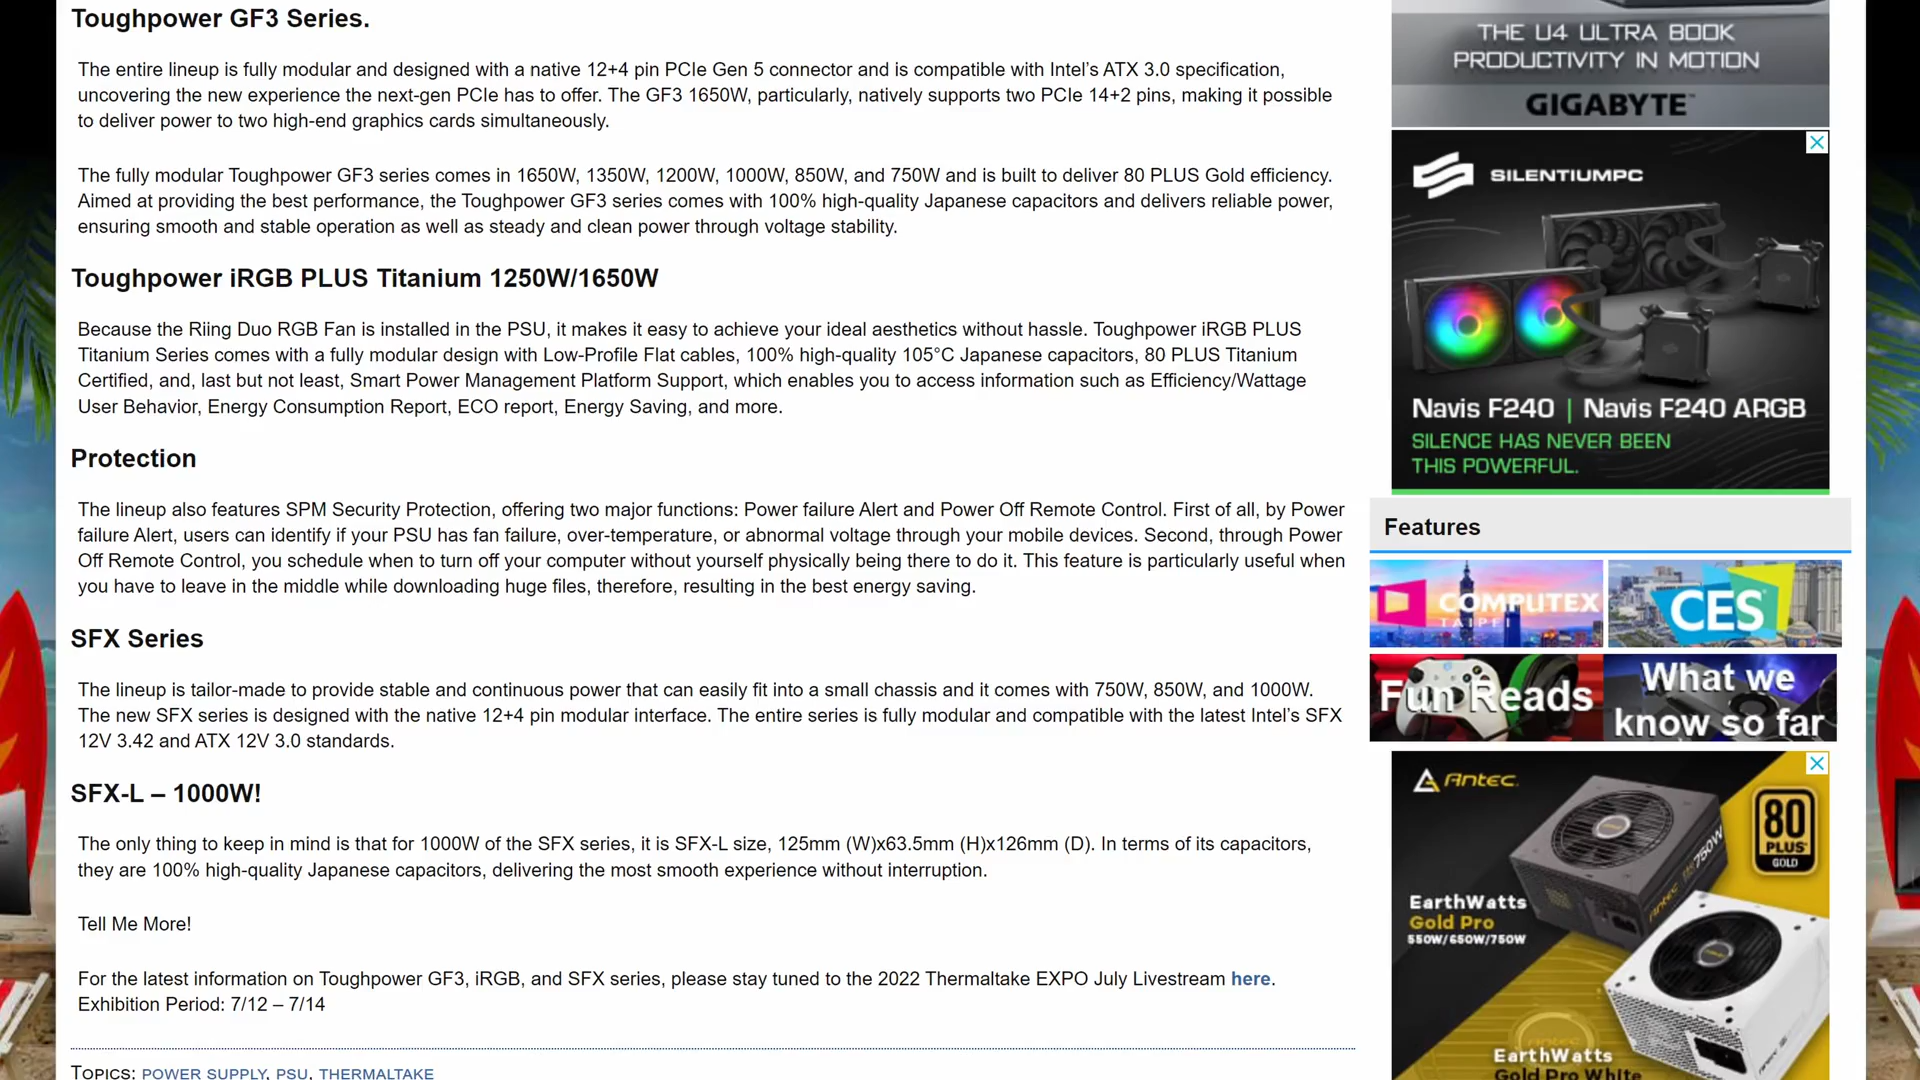 Toughpower GF3 Series.
The entire lineup is fully modular and designed with a native 12+4 pin PCIe Gen 5 connector and is compatible with Intel's ATX 3.0 specification,
uncovering the new experience the next-gen PCIe has to offer. The GF3 1650W, particularly, natively supports two PCIe 14+2 pins, making it possible
to deliver power to two high-end graphics cards simultaneously.
The fully modular Toughpower GF3 series comes in 1650W, 1350W, 1200W, 1000W, 850W, and 750W and is built to deliver 80 PLUS Gold efficiency.
Aimed at providing the best performance, the Toughpower GF3 series comes with 100% high-quality Japanese capacitors and delivers reliable power,
ensuring smooth and stable operation as well as steady and clean power through voltage stability.
Toughpower iRGB PLUS Titanium 1250W/1650W
Because the Riing Duo RGB Fan is installed in the PSU, it makes it easy to achieve your ideal aesthetics without hassle. Toughpower iRGB PLUS
Titanium Series comes with a fully modular design with Low-Profile Flat cables, 100% high-quality 105°C Japanese capacitors, 80 PLUS Titanium
Certified, and, last but not least, Smart Power Management Platform Support, which enables you to access information such as Efficiency/Wattage
User Behavior, Energy Consumption Report, ECO report, Energy Saving, and more.
Protection
The lineup also features SPM Security Protection, offering two major functions: Power failure Alert and Power Off Remote Control. First of all, by Power
failure Alert, users can identify if your PSU has fan failure, over-temperature, or abnormal voltage through your mobile devices. Second, through Power
Off Remote Control, you schedule when to turn off your computer without yourself physically being there to do it. This feature is particularly useful when
you have to leave in the middle while downloading huge files, therefore, resulting in the best energy saving.
SFX Series
The lineup is tailor-made to provide stable and continuous power that can easily fit into a small chassis and it comes with 750W, 850W, and 1000W.
The new SFX series is designed with the native 12+4 pin modular interface. The entire series is fully modular and compatible with the latest Intel's SFX
12V 3.42 and ATX 12V 3.0 standards.
SFX-L – 1000W!
The only thing to keep in mind is that for 1000W of the SFX series, it is SFX-L size, 125mm (W)x63.5mm (H)x126mm (D). In terms of its capacitors,
they are 100% high-quality Japanese capacitors, delivering the most smooth experience without interruption.
Tell Me More!
For the latest information on Toughpower GF3, iRGB, and SFX series, please stay tuned to the 2022 Thermaltake EXPO July Livestream here.
Exhibition Period: 7/12 – 7/14
TOPICS: POWER SUPPLY, PSU, THERMALTAKE
THE U4 ULTRA BOOK
PRODUCTIVITY IN MOTION
GIGABYTE™
SILENTIUMPC
Navis F240 | Navis F240 ARGB
SILENCE HAS NEVER BEEN
THIS POWERFUL.
Features
COMPUTEX
TAIPEI
CES
Fun Reads
What we
know so far
Antec.
80
PLUS
GOLD
750W
EarthWatts
Gold Pro
550W/650W/750W
EarthWatts
Gold Pro White